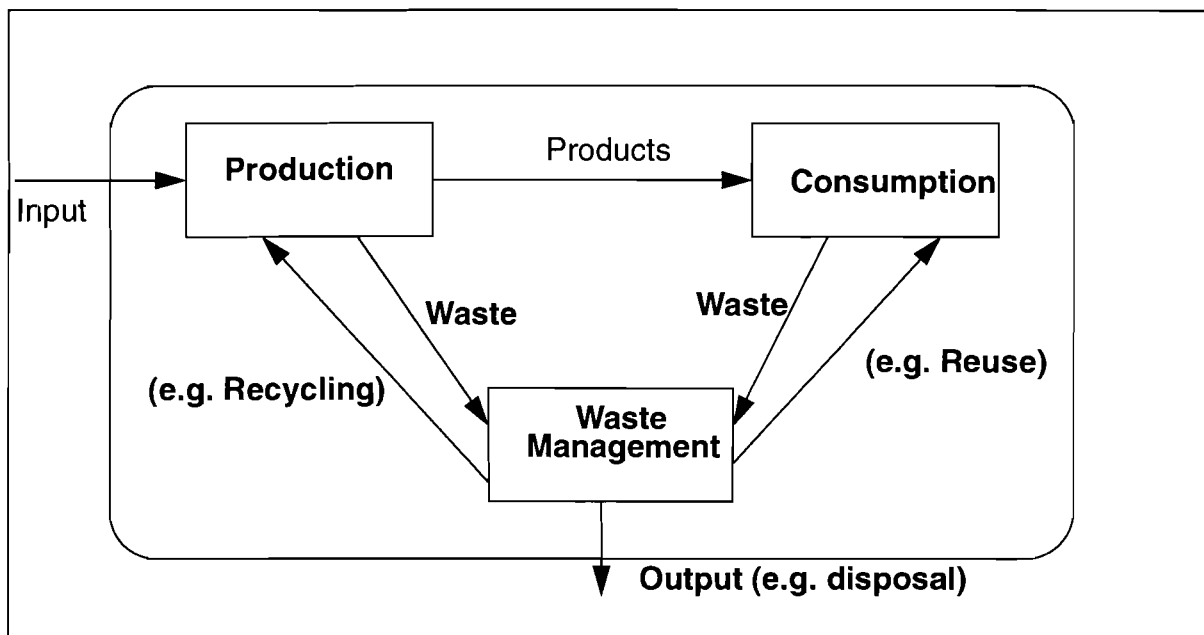 Production
Products
Consumption
Input
Waste
Waste
(e.g. Recycling)
(e.g. Reuse)
Waste
Management
Output (e.g. disposal)